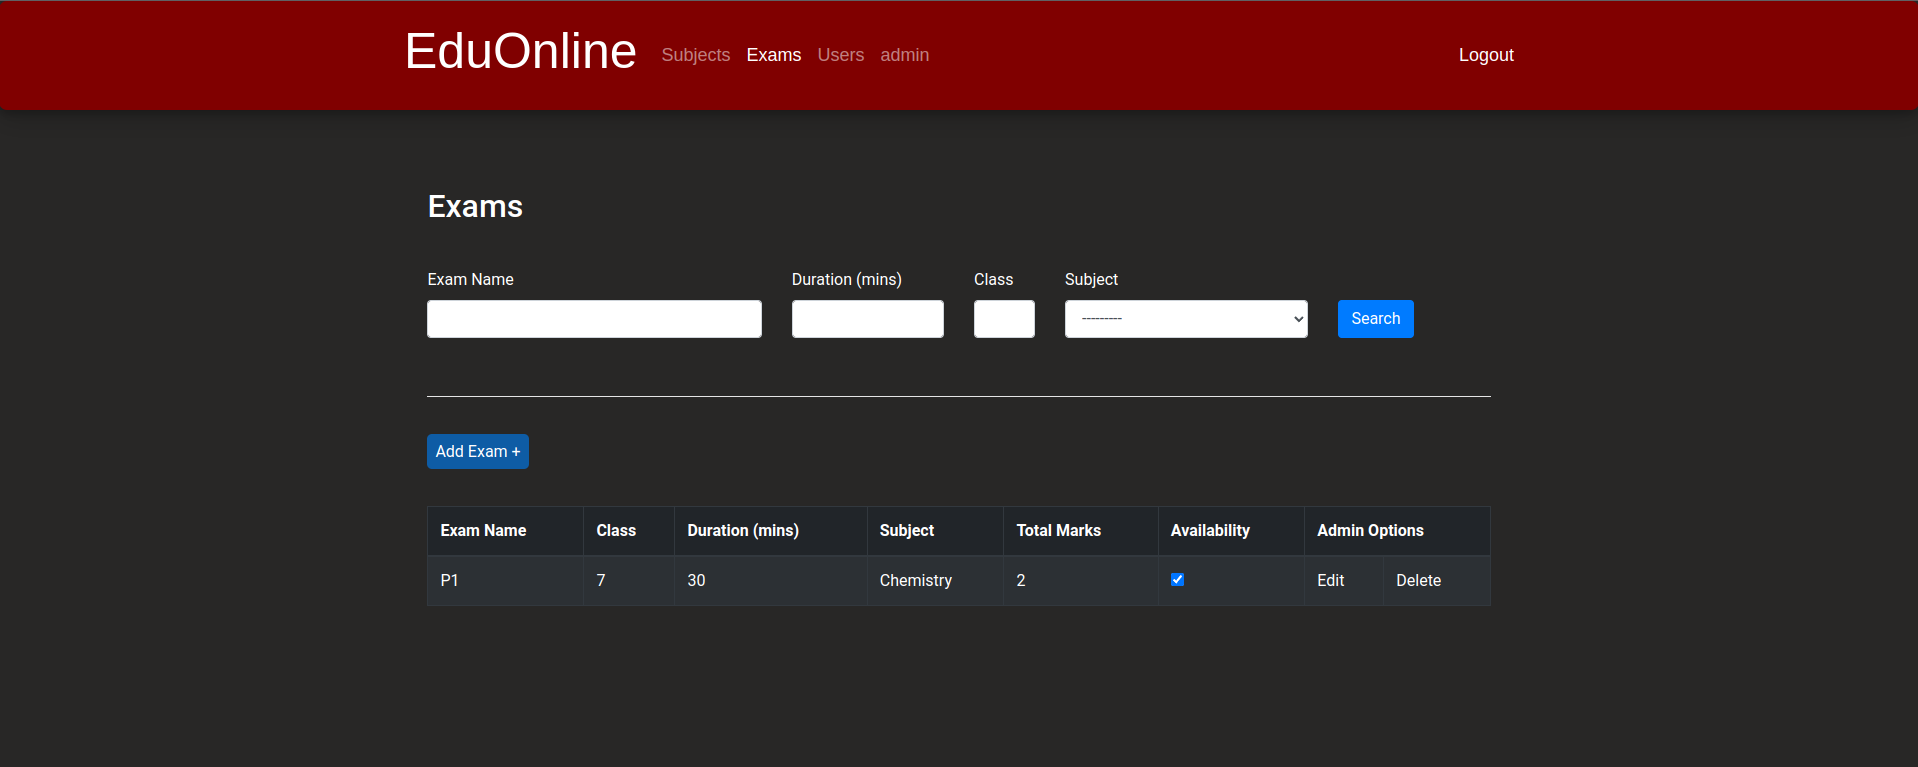 EduOnline Subjects Exams Users admin Logout
Exams
Exam Name Duration (mins) Class Subject
--------- Search
Add Exam +
Exam Name Class Duration (mins) Subject Total Marks Availability Admin Options
P1 7 30 Chemistry 2 Edit Delete